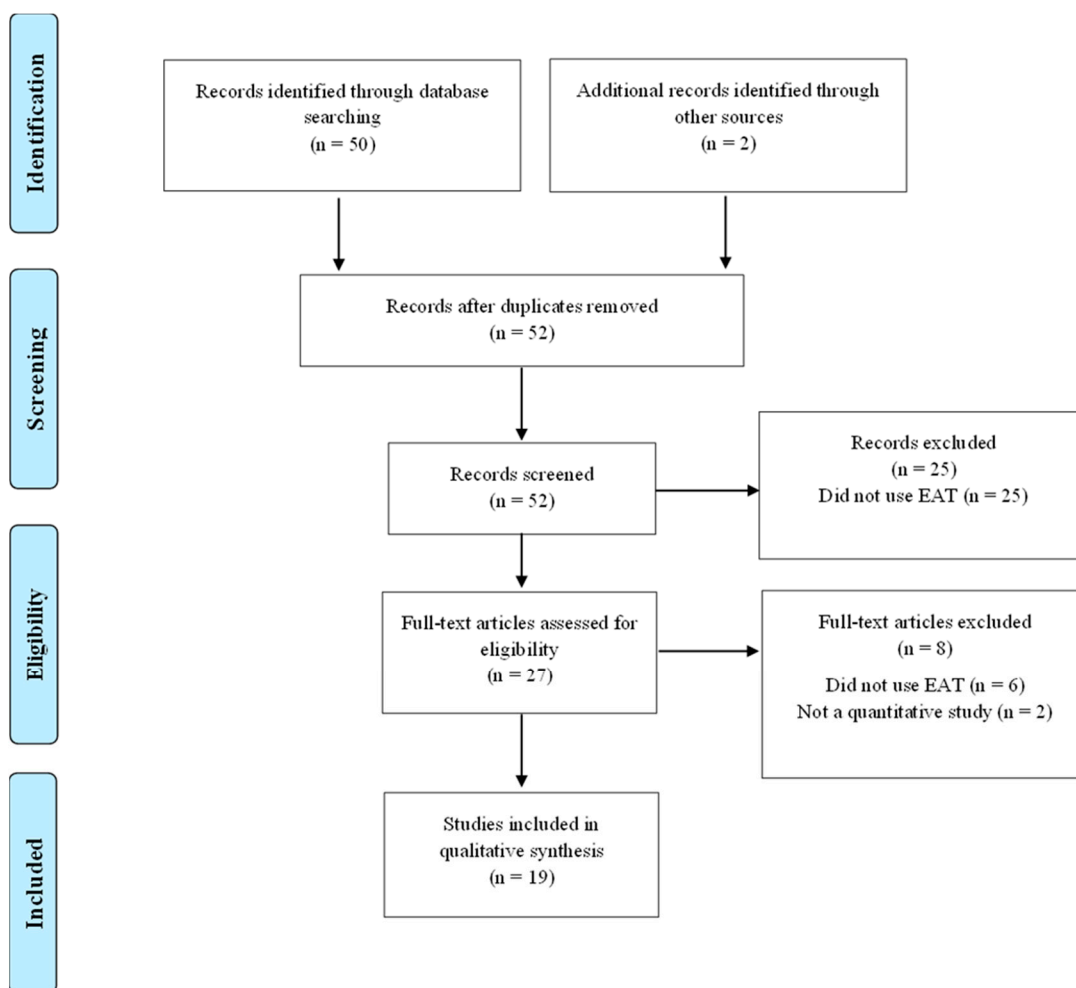 Identification
Records identified through database
searching
(n = 50)
Additional records identified through
other sources
(n = 2)
Screening
Records after duplicates removed
(n = 52)
Records screened
(n = 52)
Records excluded
(n = 25)
Did not use EAT (n = 25)
Eligibility
Full-text articles assessed for
eligibility
(n = 27)
Full-text articles excluded
(n = 8)
Did not use EAT (n = 6)
Not a quantitative study (n = 2)
Included
Studies included in
qualitative synthesis
(n = 19)